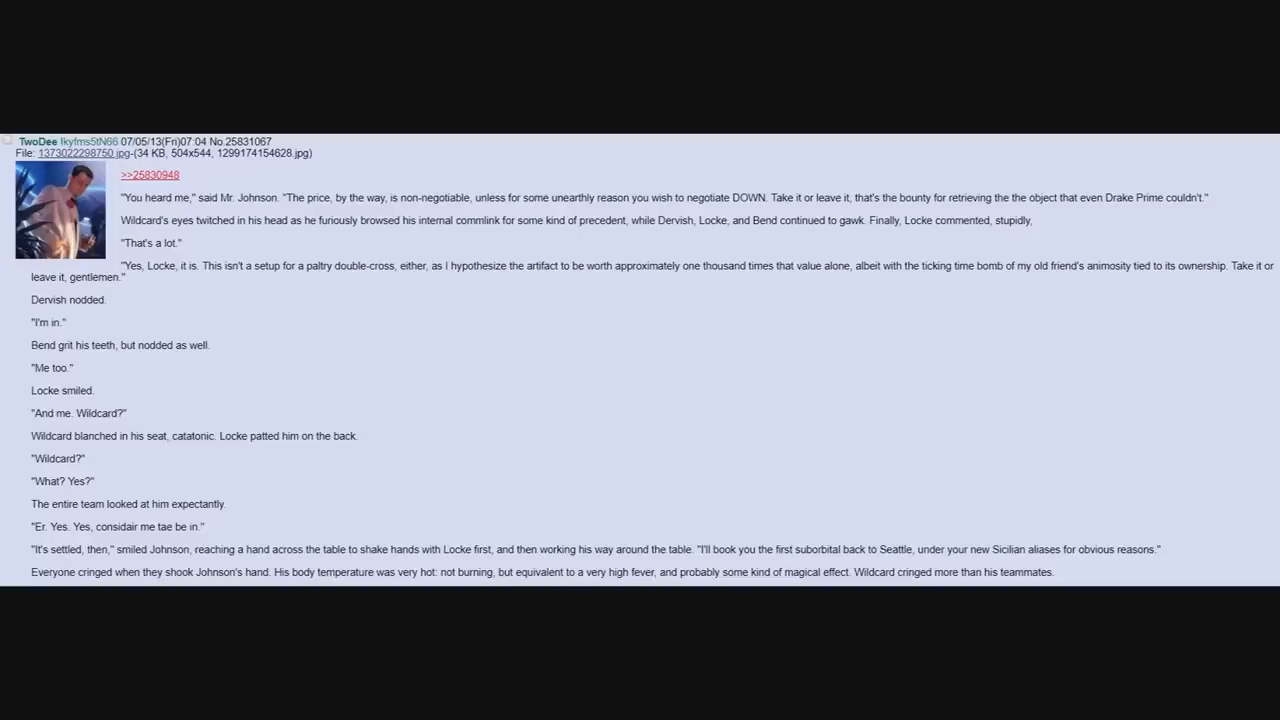 TwoDee !kyfms5tN66 07/05/13(Fri)07:04 No.25831067
File: 1373022298750.jpg-(34 KB, 504x544, 1299174154628.jpg)
>>25830948
"You heard me," said Mr. Johnson. "The price, by the way, is non-negotiable, unless for some unearthly reason you wish to negotiate DOWN. Take it or leave it, that's the bounty for retrieving the the object that even Drake Prime couldn't."
Wildcard's eyes twitched in his head as he furiously browsed his internal commlink for some kind of precedent, while Dervish, Locke, and Bend continued to gawk. Finally, Locke commented, stupidly,
"That's a lot."
"Yes, Locke, it is. This isn't a setup for a paltry double-cross, either, as I hypothesize the artifact to be worth approximately one thousand times that value alone, albeit with the ticking time bomb of my old friend's animosity tied to its ownership. Take it or
leave it, gentlemen."
Dervish nodded.
"I'm in."
Bend grit his teeth, but nodded as well.
"Me too."
Locke smiled.
"And me. Wildcard?"
Wildcard blanched in his seat, catatonic. Locke patted him on the back.
"Wildcard?"
"What? Yes?"
The entire team looked at him expectantly.
"Er. Yes. Yes, considair me tae be in."
"It's settled, then," smiled Johnson, reaching a hand across the table to shake hands with Locke first, and then working his way around the table. "I'll book you the first suborbital back to Seattle, under your new Sicilian aliases for obvious reasons."
Everyone cringed when they shook Johnson's hand. His body temperature was very hot: not burning, but equivalent to a very high fever, and probably some kind of magical effect. Wildcard cringed more than his teammates.